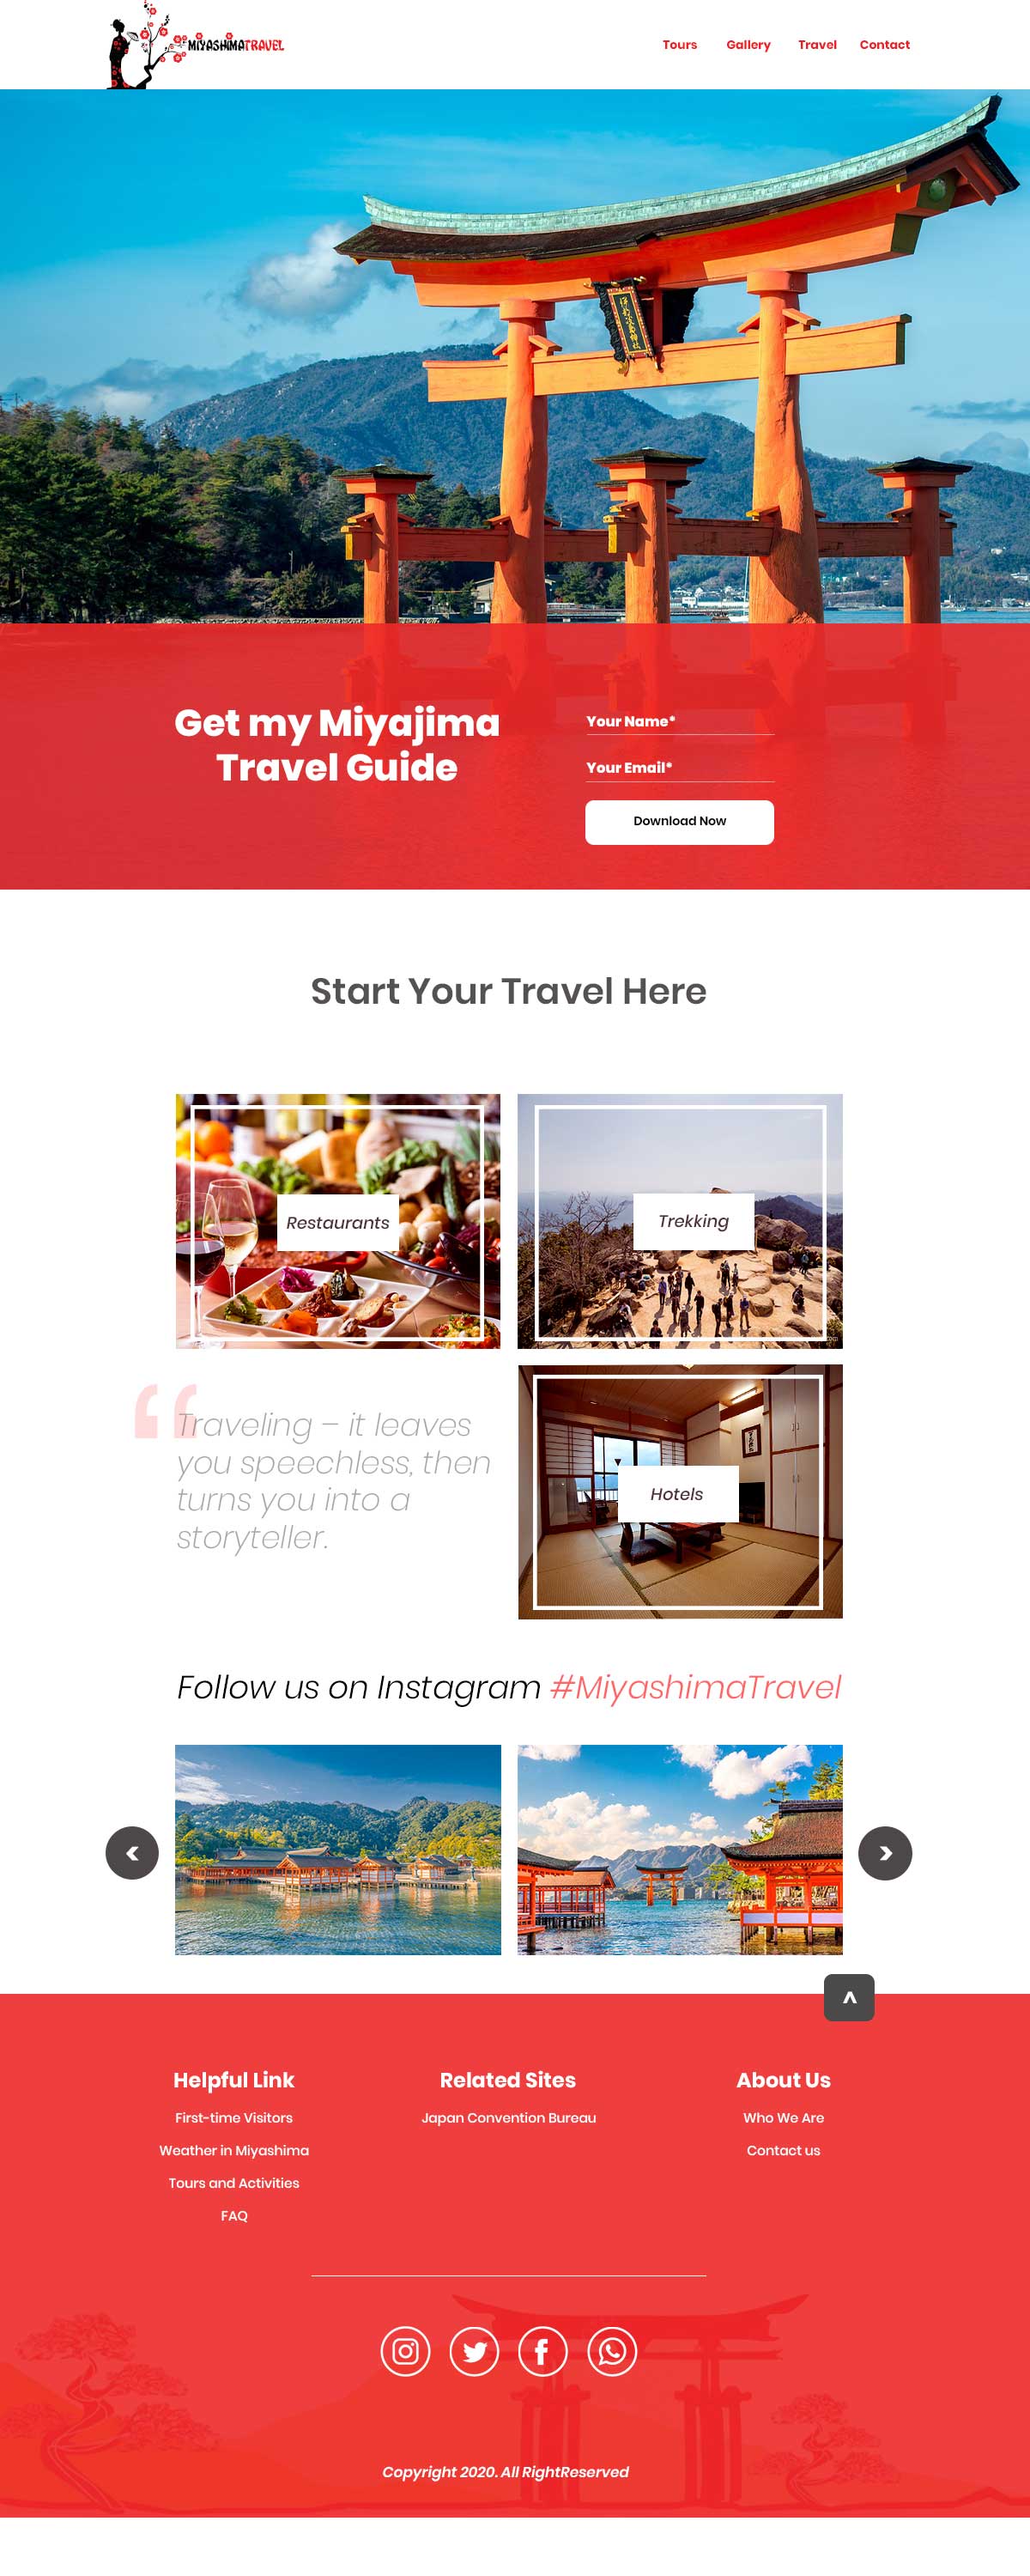 MIYASHIMATRAVEL
Tours Gallery Travel Contact
Get my Miyajima
Travel Guide
Your Name*
Your Email*
Download Now
Start Your Travel Here
Restaurants
Trekking
“Traveling – it leaves
you speechless, then
turns you into a
storyteller.
Hotels
Follow us on Instagram #MiyashimaTravel
<
>
^
Helpful Link
First-time Visitors
Weather in Miyashima
Tours and Activities
FAQ
Related Sites
Japan Convention Bureau
About Us
Who We Are
Contact us
Copyright 2020. All RightReserved